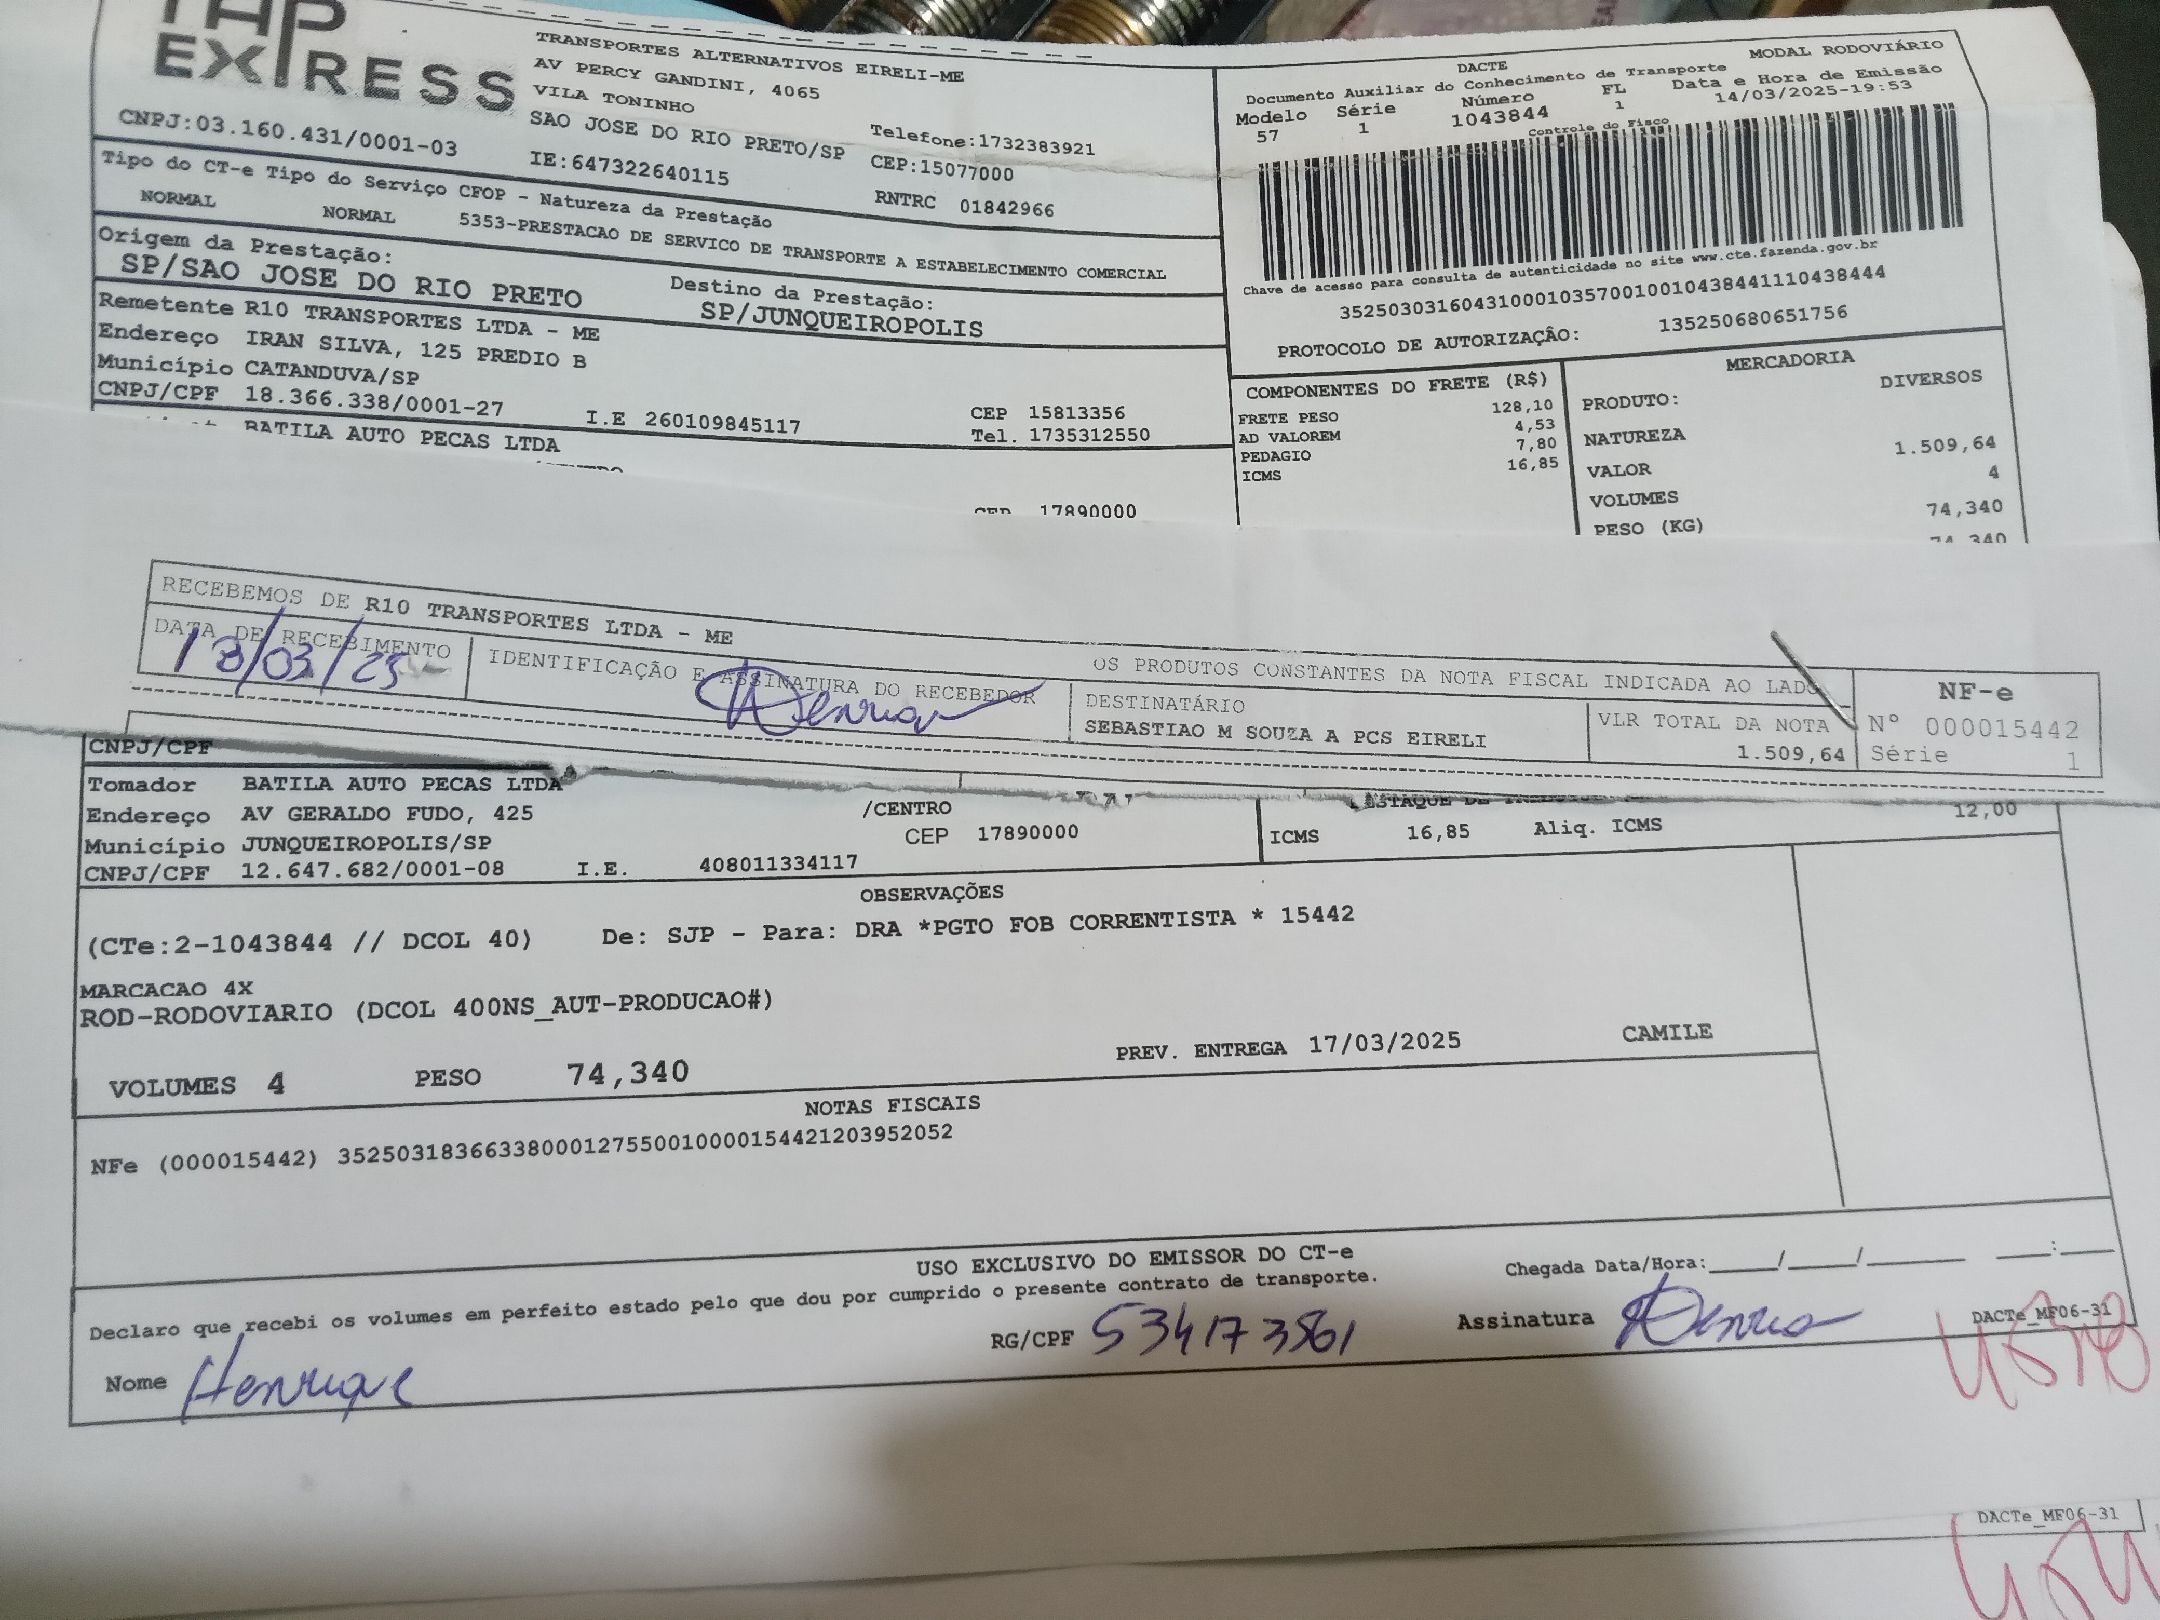 EXPRESS
TRANSPORTES ALTERNATIVOS EIRELI-ME
AV PERCY GANDINI, 4065
VILA TONINHO
SAO JOSE DO RIO PRETO/SP
Telefone:1732383921
CEP:15077000
CNPJ:03.160.431/0001-03
IE:647322640115
RNTRC 01842966
Tipo do CT-e Tipo do Serviço CFOP - Natureza da Prestação
NORMAL NORMAL 5353-PRESTACAO DE SERVICO DE TRANSPORTE A ESTABELECIMENTO COMERCIAL
Origem da Prestação:
SP/SAO JOSE DO RIO PRETO
Destino da Prestação:
SP/JUNQUEIROPOLIS
Remetente R10 TRANSPORTES LTDA - ME
Endereço IRAN SILVA, 125 PREDIO B
Município CATANDUVA/SP
CNPJ/CPF 18.366.338/0001-27 I.E 260109845117
CEP 15813356
Tel. 1735312550
BATILA AUTO PECAS LTDA
CEP 17890000
DACTE
MODAL RODOVIÁRIO
Documento Auxiliar do Conhecimento de Transporte
Modelo Série Número FL Data e Hora de Emissão
57 1 1043844 1 14/03/2025-19:53
Controle do Fisco
Chave de acesso para consulta de autenticidade no site www.cte.fazenda.gov.br
35250303160431000103570010010438441110438444
PROTOCOLO DE AUTORIZAÇÃO: 135250680651756
COMPONENTES DO FRETE (R$)
FRETE PESO 128,10
AD VALOREM 4,53
PEDAGIO 7,80
ICMS 16,85
MERCADORIA
PRODUTO: DIVERSOS
NATUREZA
VALOR 1.509,64
VOLUMES 4
PESO (KG) 74,340
74,340
RECEBEMOS DE R10 TRANSPORTES LTDA - ME OS PRODUTOS CONSTANTES DA NOTA FISCAL INDICADA AO LADO
DATA DE RECEBIMENTO
18/03/25
IDENTIFICAÇÃO E ASSINATURA DO RECEBEDOR
DESTINATÁRIO
SEBASTIAO M SOUZA A PCS EIRELI
VLR TOTAL DA NOTA
1.509,64
NF-e
Nº 000015442
Série 1
CNPJ/CPF
Tomador BATILA AUTO PECAS LTDA
Endereço AV GERALDO FUDO, 425 /CENTRO
Município JUNQUEIROPOLIS/SP CEP 17890000
CNPJ/CPF 12.647.682/0001-08 I.E. 408011334117
ICMS 16,85 Aliq. ICMS 12,00
OBSERVAÇÕES
(CTe:2-1043844 // DCOL 40) De: SJP - Para: DRA *PGTO FOB CORRENTISTA * 15442
MARCACAO 4X
ROD-RODOVIARIO (DCOL 400NS_AUT-PRODUCAO#)
VOLUMES 4 PESO 74,340 PREV. ENTREGA 17/03/2025 CAMILE
NOTAS FISCAIS
NFe (000015442) 35250318366338000127550010000154421203952052
USO EXCLUSIVO DO EMISSOR DO CT-e
Declaro que recebi os volumes em perfeito estado pelo que dou por cumprido o presente contrato de transporte.
Chegada Data/Hora:_____/_____/_______ ____:____
Nome Henrique
RG/CPF 534173561
Assinatura
DACTe_MF06-31
DACTe_MF06-31